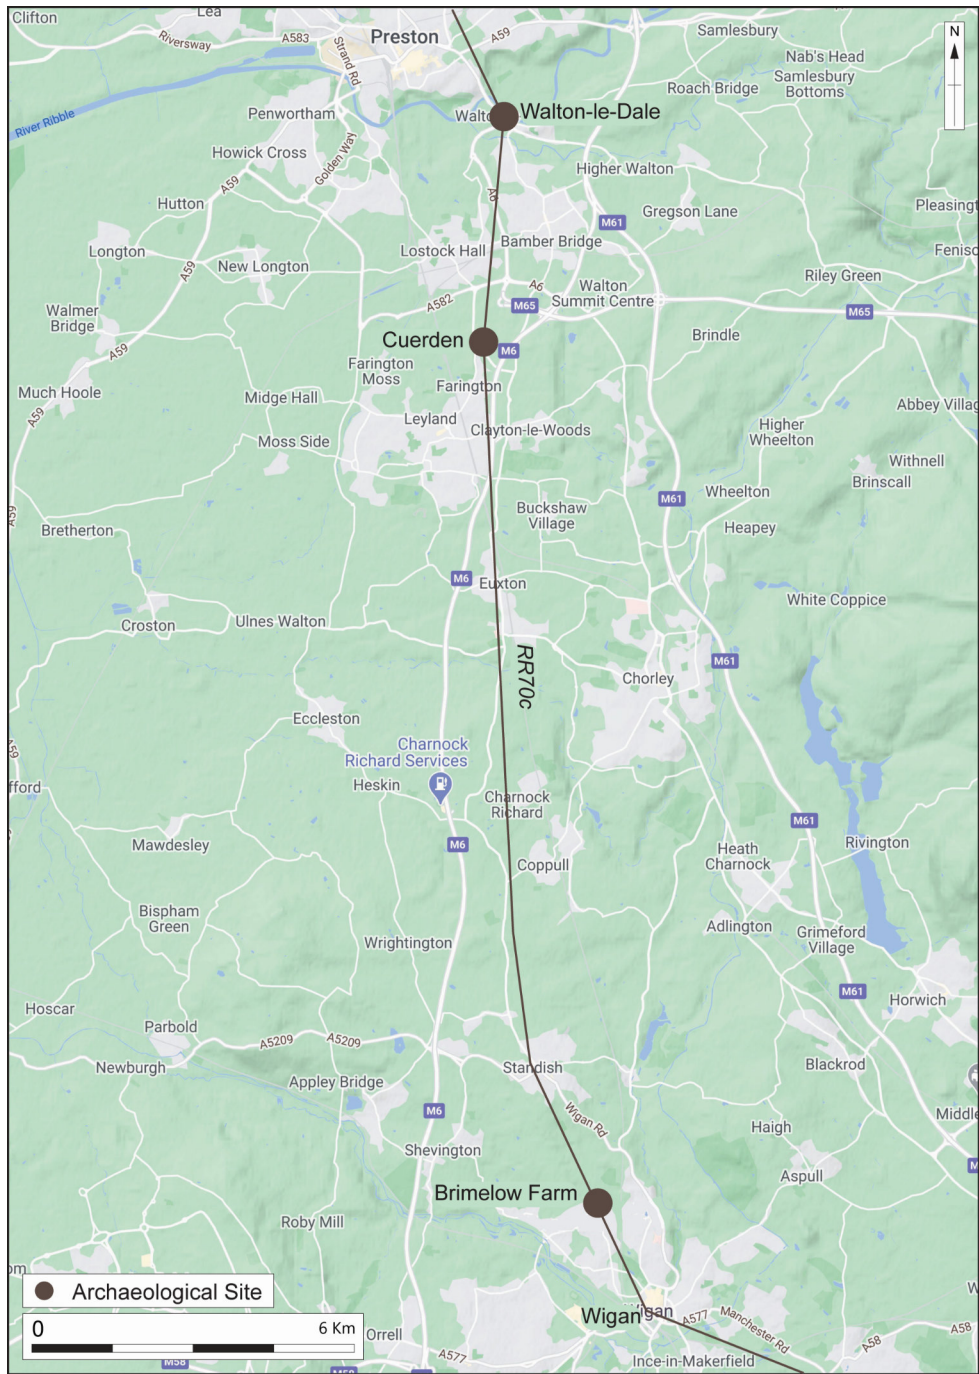 Clifton
Lea
Riversway
A583
Strand Rd
Preston
A59
Samlesbury
N
Nab's Head
Samlesbury
Bottoms
Roach Bridge
River Ribble
Penwortham
Walton-le-Dale
Howick Cross
Golden Way
A59
Higher Walton
Hutton
A6
M61
Gregson Lane
Longton
Lostock Hall
Bamber Bridge
A59
New Longton
Riley Green
A6
Walton
Summit Centre
A582
M65
M65
Walmer
Bridge
Cuerden
M6
Brindle
A59
Farington
Moss
Farington
Much Hoole
Midge Hall
A59
Leyland
Clayton-le-Woods
Higher
Wheelton
Moss Side
Withnell
Brinscall
M61
Wheelton
A59
Buckshaw
Village
Bretherton
Heapey
M6
Euxton
White Coppice
Croston
Ulnes Walton
RR70c
M61
Chorley
Eccleston
A59
Charnock
Richard Services
Heskin
Charnock
Richard
M61
M6
Mawdesley
Heath
Charnock
Rivington
Coppull
Bispham
Green
Adlington
Grimeford
Village
Wrightington
M61
Horwich
Hoscar
Parbold
A5209
A5209
Newburgh
Standish
Blackrod
Appley Bridge
M6
Wigan Rd
Haigh
Shevington
Aspull
Brimelow Farm
Roby Mill
Archaeological Site
Wigan
A577
Manchester Rd
0
6 Km
Orrell
A58
A58
A577
Ince-in-Makerfield
M58
M58